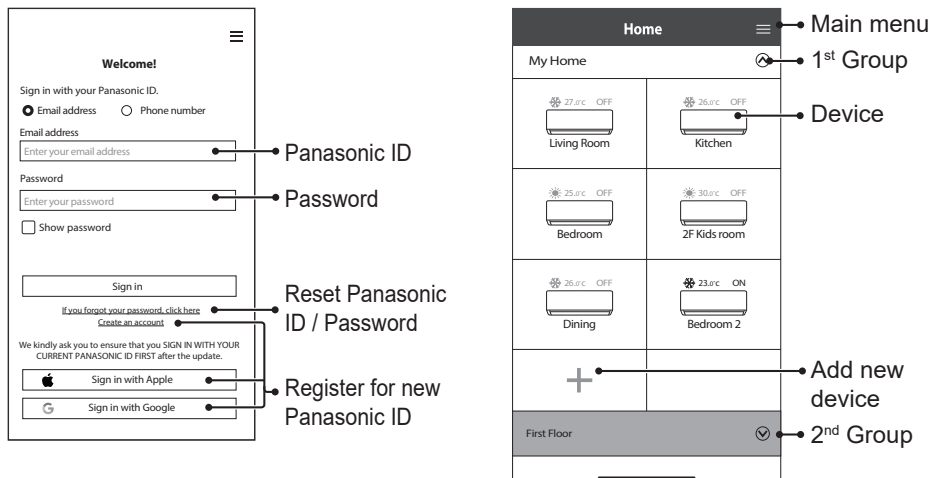 Welcome!
Sign in with your Panasonic ID.
Email address
Phone number
Email address
Enter your email address
Password
Enter your password
Show password
Sign in
If you forgot your password, click here
Create an account
We kindly ask you to ensure that you SIGN IN WITH YOUR
CURRENT PANASONIC ID FIRST after the update.
Sign in with Apple
G Sign in with Google
Panasonic ID
Password
Reset Panasonic
ID / Password
Register for new
Panasonic ID
Home
My Home
27.0°C OFF
Living Room
26.0°C OFF
Kitchen
25.0°C OFF
Bedroom
30.0°C OFF
2F Kids room
26.0°C OFF
Dining
23.0°C ON
Bedroom 2
First Floor
Main menu
1st Group
Device
Add new
device
2nd Group